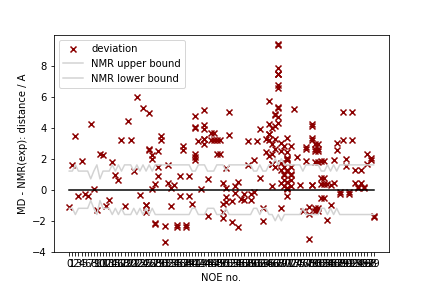 deviation
NMR upper bound
NMR lower bound
8
6
4
2
0
−2
−4
MD - NMR(exp): distance / A
NOE no.